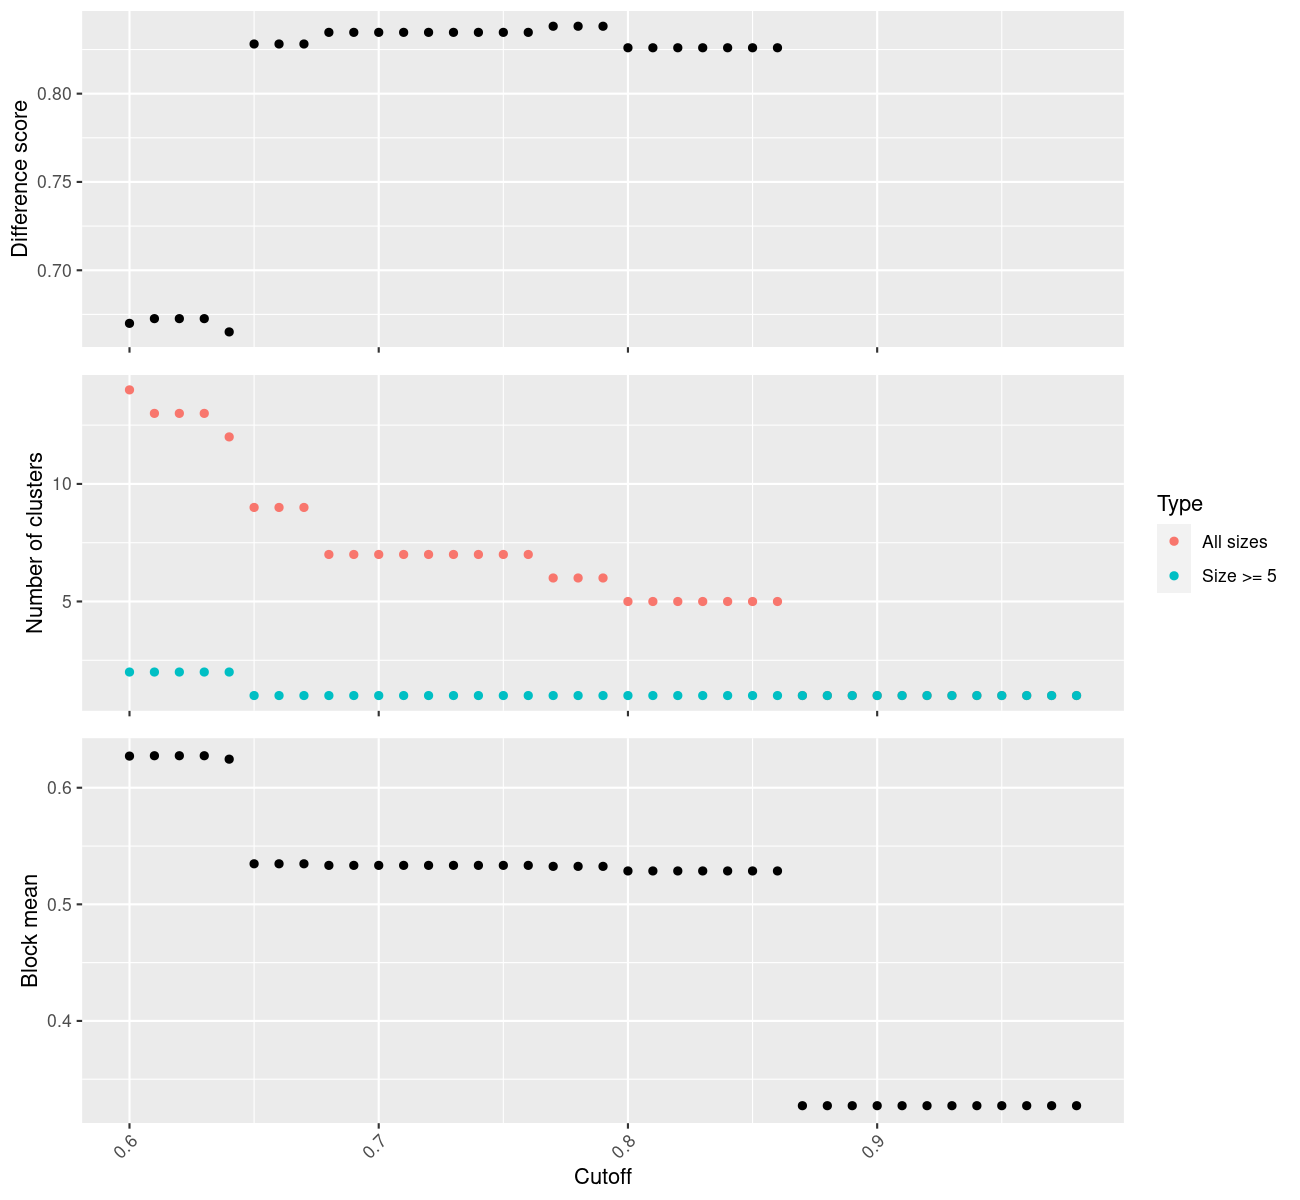 Difference score
0.80
0.75
0.70
Number of clusters
10
5
Type
All sizes
Size >= 5
Block mean
0.6
0.5
0.4
0.6
0.7
0.8
0.9
Cutoff